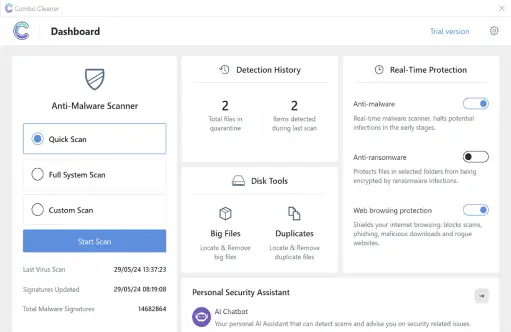 Combo Cleaner
Dashboard
Trial version
Anti-Malware Scanner
Quick Scan
Full System Scan
Custom Scan
Start Scan
Last Virus Scan 29/05/24 13:37:23
Signatures Updated 29/05/24 08:19:08
Total Malware Signatures 14682864
Detection History
2
Total files in
quarantine
2
Items detected
during last scan
Disk Tools
Big Files
Locate & Remove
big files
Duplicates
Locate & Remove
duplicate files
Real-Time Protection
Anti-malware
Real-time malware scanner, halts potential
infections in the early stages.
Anti-ransomware
Protects files in selected folders from being
encrypted by ransomware infections.
Web browsing protection
Shields your internet browsing: blocks scams,
phishing, malicious downloads and rogue
websites.
Personal Security Assistant
AI Chatbot
Your personal AI Assistant that can detect scams and advise you on security related issues.